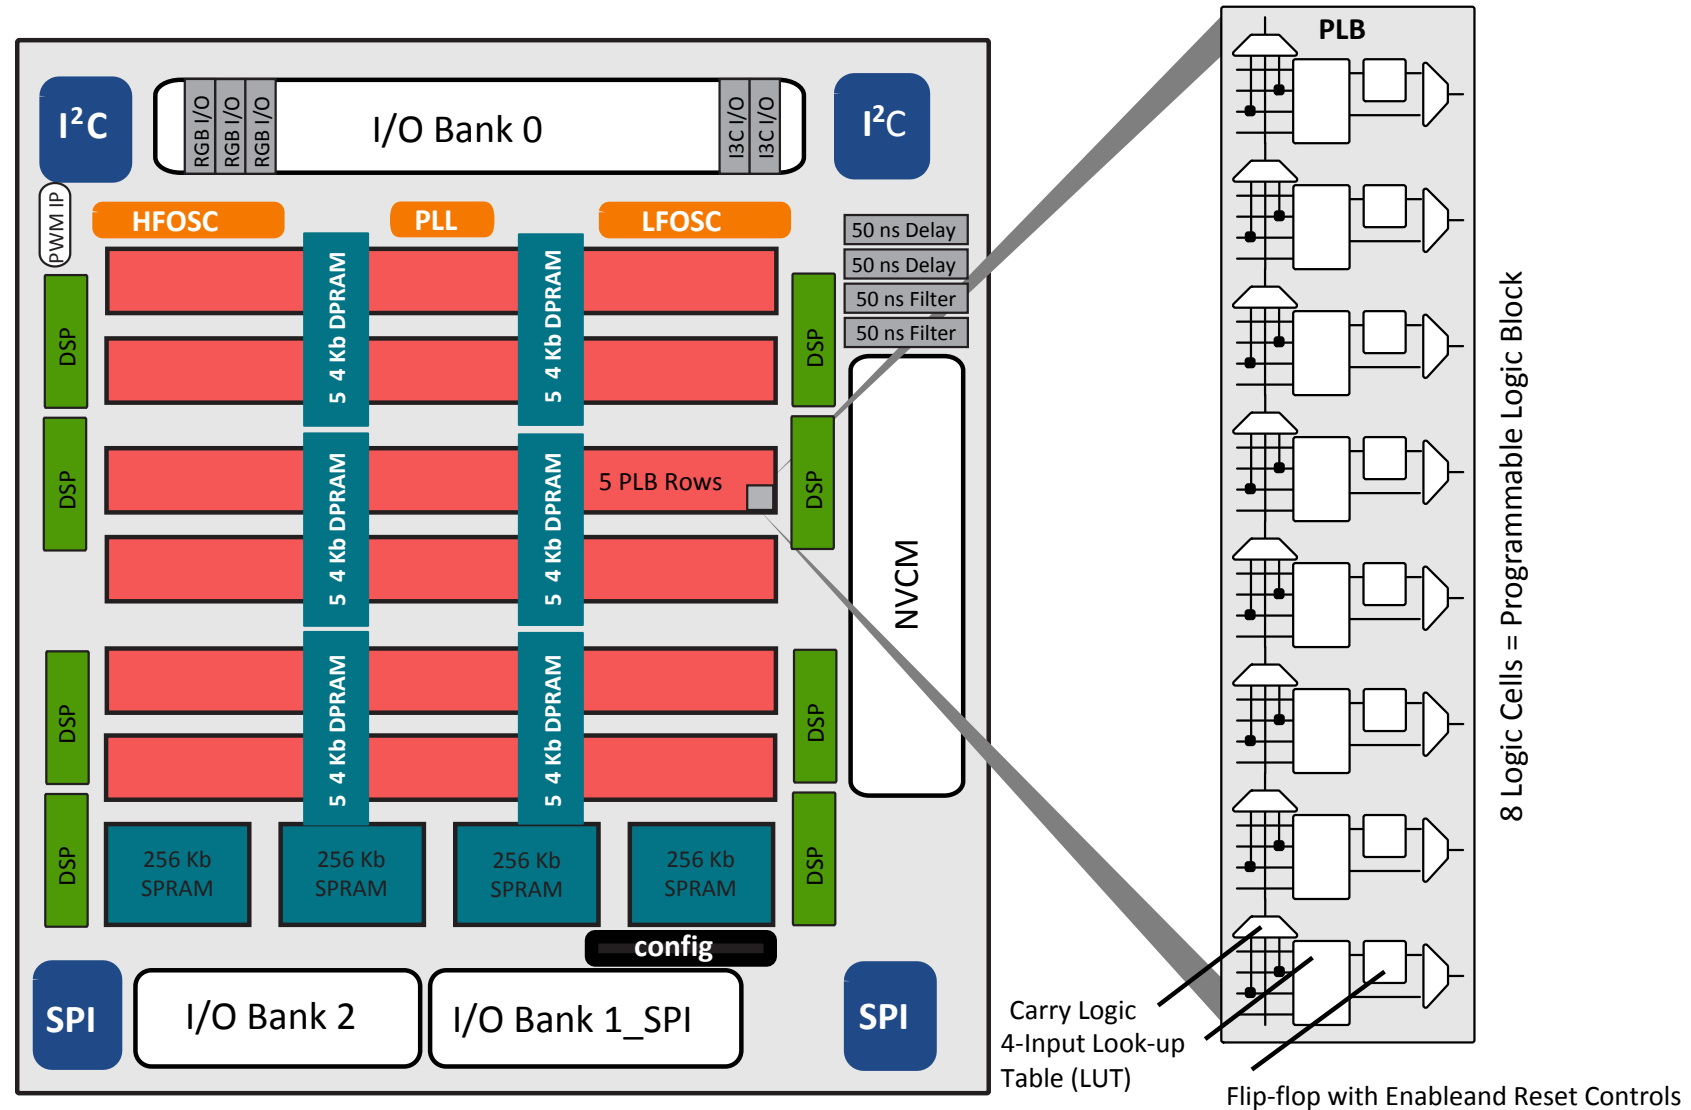 PLB
I²C
RGB I/O
RGB I/O
RGB I/O
I/O Bank 0
I3C I/O
I3C I/O
I²C
PWM IP
HFOSC
PLL
LFOSC
50 ns Delay
50 ns Delay
50 ns Filter
50 ns Filter
DSP
5 4 Kb DPRAM
5 4 Kb DPRAM
DSP
DSP
5 4 Kb DPRAM
5 4 Kb DPRAM
5 PLB Rows
DSP
NVCM
8 Logic Cells = Programmable Logic Block
DSP
5 4 Kb DPRAM
5 4 Kb DPRAM
DSP
DSP
256 Kb
SPRAM
256 Kb
SPRAM
256 Kb
SPRAM
256 Kb
SPRAM
DSP
config
SPI
I/O Bank 2
I/O Bank 1_SPI
SPI
Carry Logic
4-Input Look-up
Table (LUT)
Flip-flop with Enableand Reset Controls